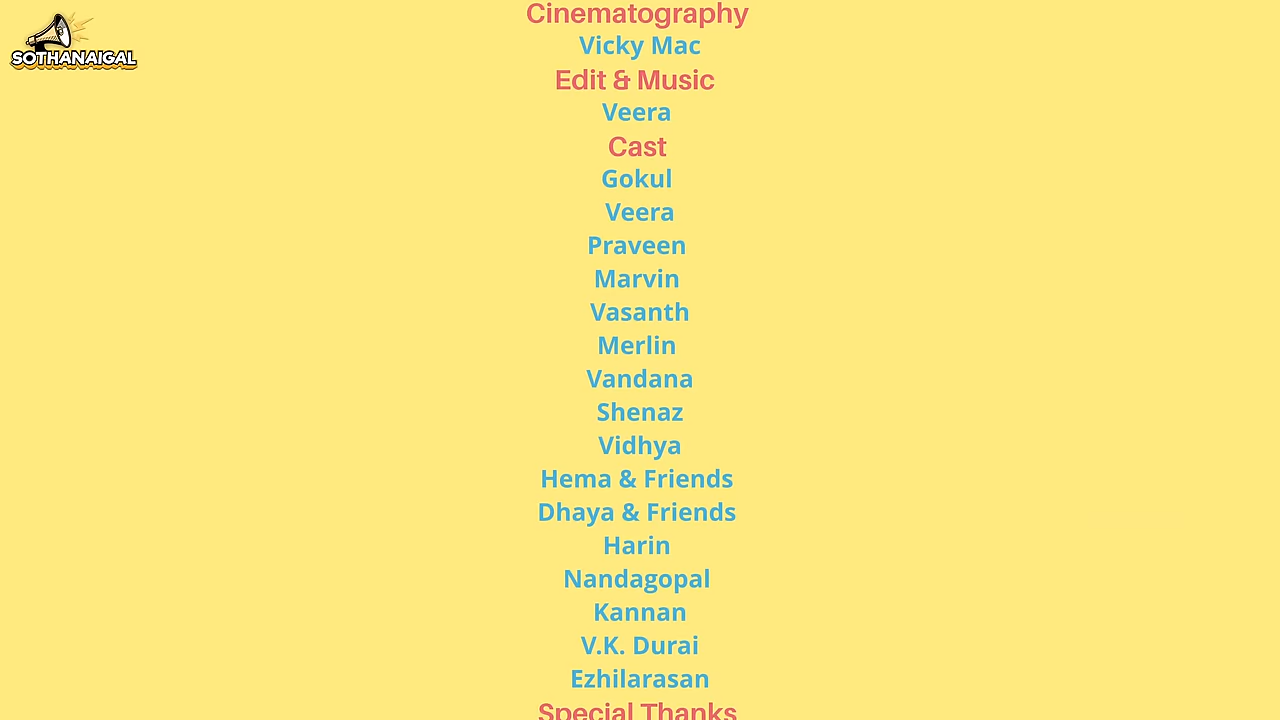 SOTHANAIGAL
Cinematography
Vicky Mac
Edit & Music
Veera
Cast
Gokul
Veera
Praveen
Marvin
Vasanth
Merlin
Vandana
Shenaz
Vidhya
Hema & Friends
Dhaya & Friends
Harin
Nandagopal
Kannan
V.K. Durai
Ezhilarasan
Special Thanks